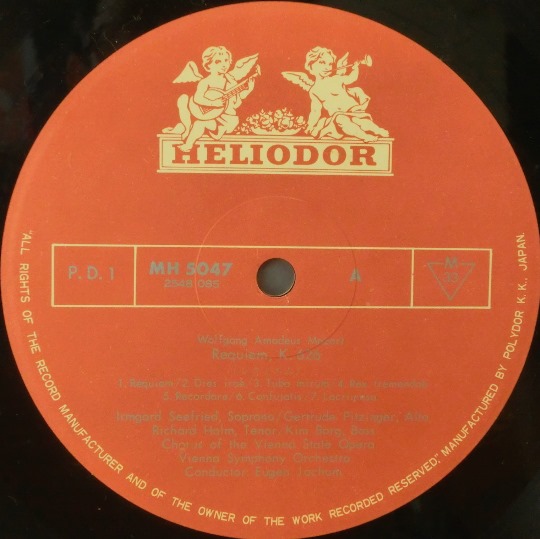 HELIODOR
P.D.1
MH 5047
2548 085
A
M
33
Wolfgang Amadeus Mozart
Requiem, K. 626
1. Requiem/2. Dies irae/3. Tuba mirum/4. Rex tremendae
5. Recordare/6. Confutatis/7. Lacrimosa
Irmgard Seefried, Soprano/Gertrude Pitzinger, Alto
Richard Holm, Tenor/Kim Borg, Bass
Chorus of the Vienna State Opera
Vienna Symphony Orchestra
Conductor: Eugen Jochum
"ALL RIGHTS OF THE RECORD MANUFACTURER AND OF THE OWNER OF THE WORK RECORDED RESERVED." MANUFACTURED BY POLYDOR K.K., JAPAN.